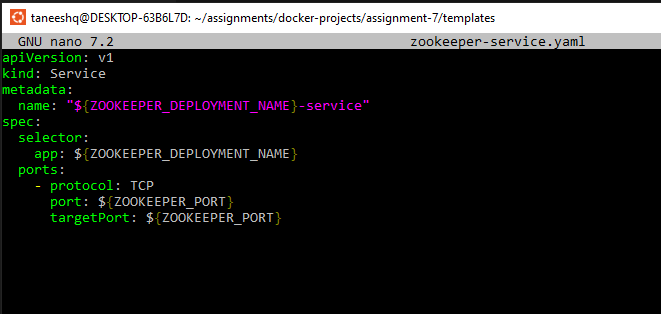 taneeshq@DESKTOP-63B6L7D: ~/assignments/docker-projects/assignment-7/templates
GNU nano 7.2 zookeeper-service.yaml
apiVersion: v1
kind: Service
metadata:
  name: "${ZOOKEEPER_DEPLOYMENT_NAME}-service"
spec:
  selector:
    app: ${ZOOKEEPER_DEPLOYMENT_NAME}
  ports:
    - protocol: TCP
      port: ${ZOOKEEPER_PORT}
      targetPort: ${ZOOKEEPER_PORT}